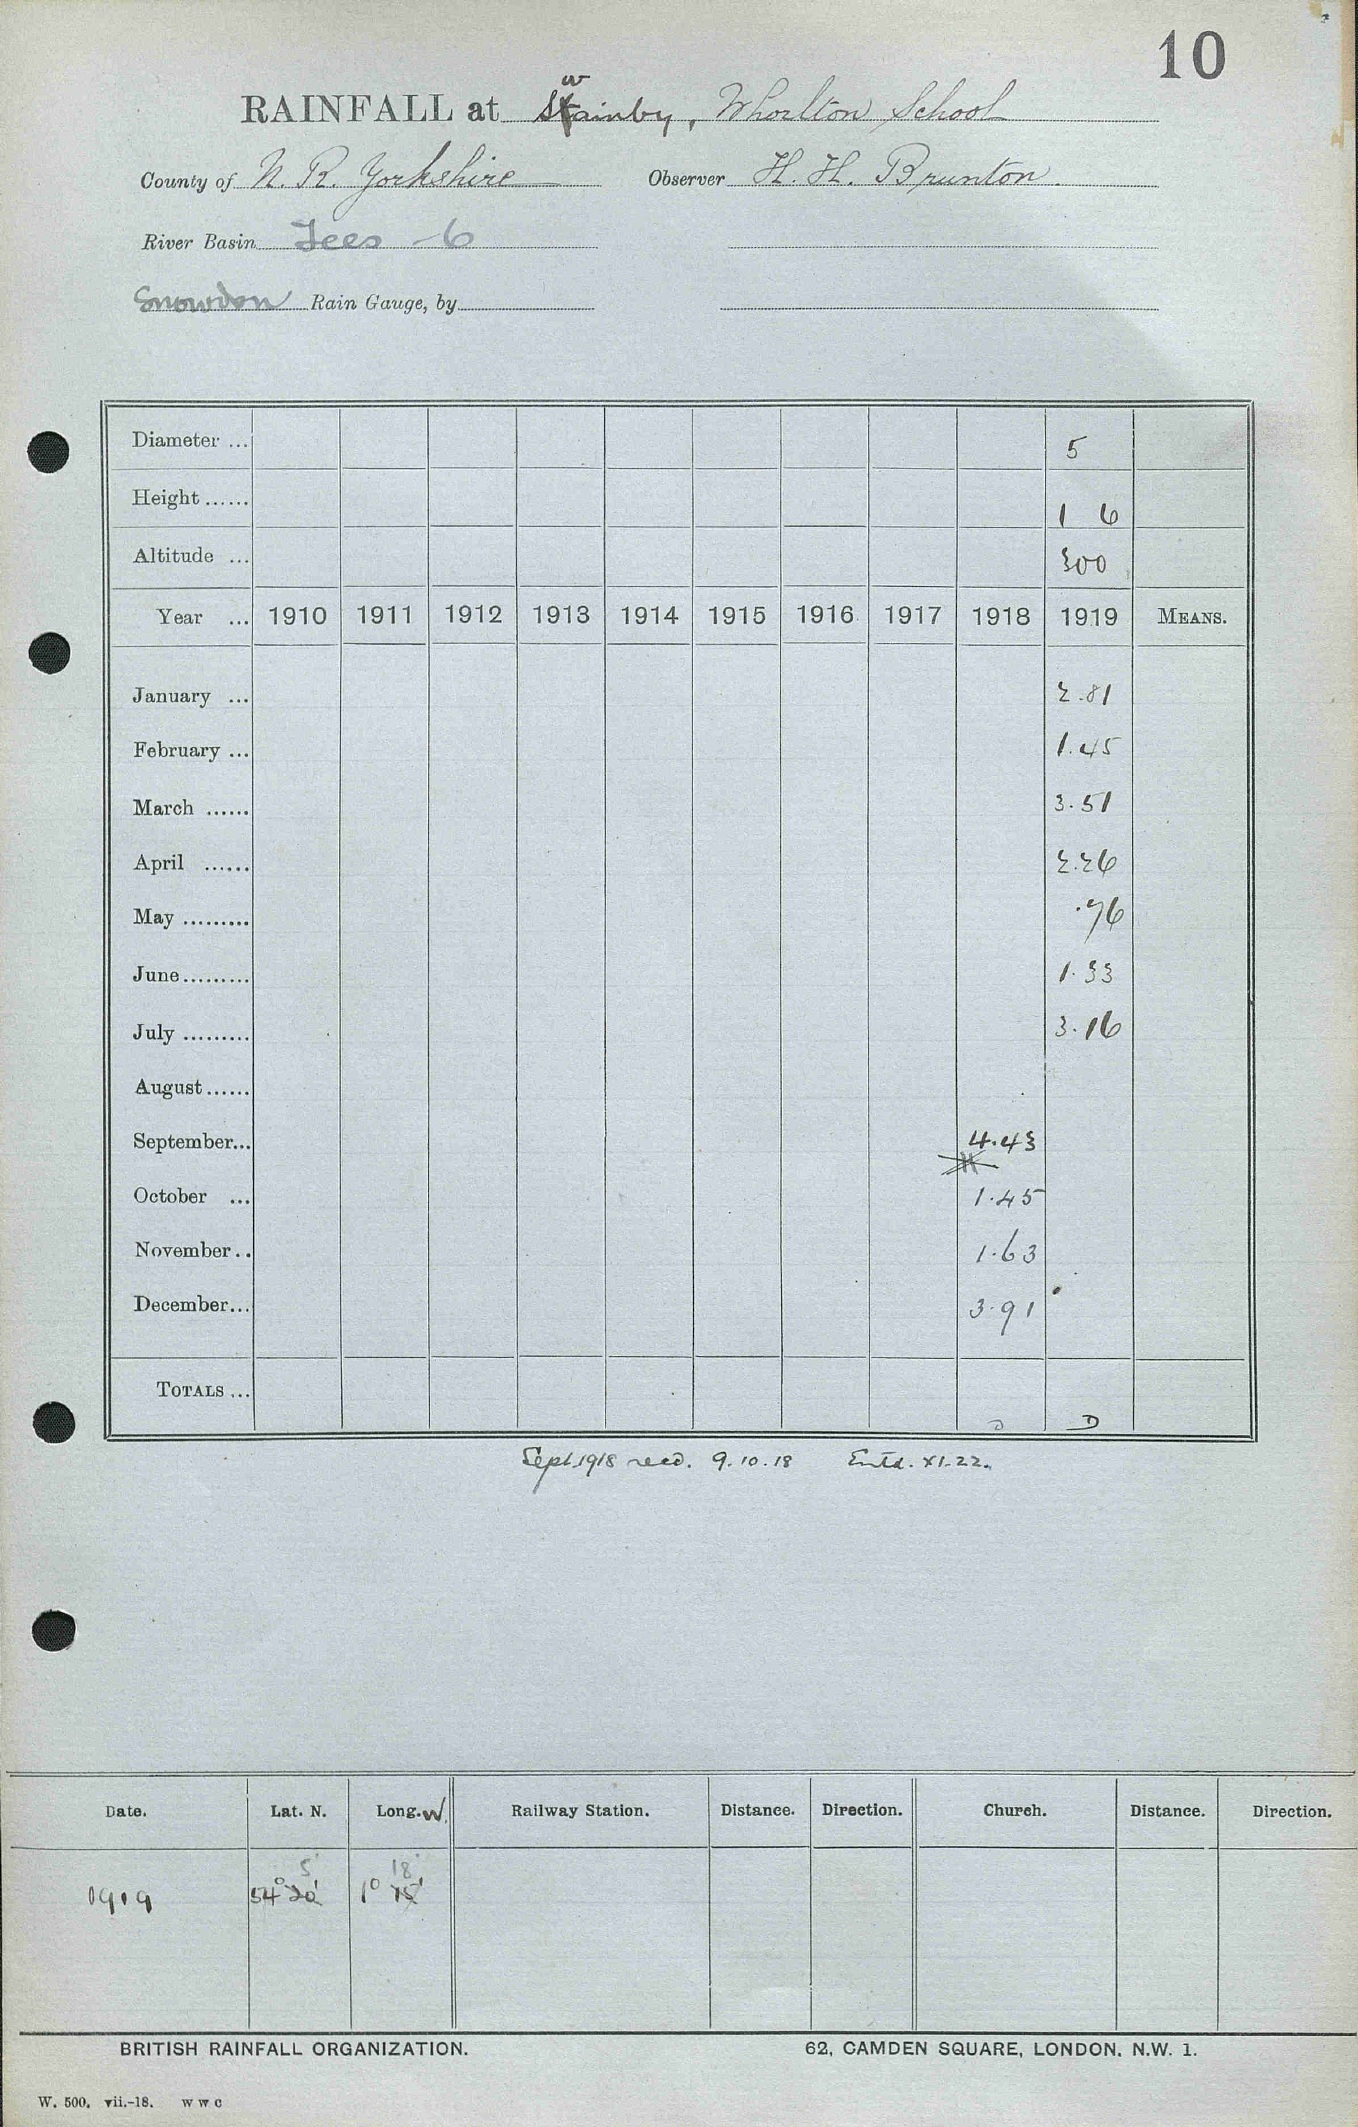 10
RAINFALL at Swainby, Whorlton School
County of N. R. Yorkshire Observer H. H. Brunton.
River Basin Tees 6
Snowdon Rain Gauge, by
Diameter ... 5
Height ...... 1 6
Altitude ... 300
Year ... 1910 1911 1912 1913 1914 1915 1916 1917 1918 1919 MEANS.
January ... 2.81
February ... 1.45
March ...... 3.51
April ...... 2.26
May ......... .76
June ......... 1.33
July ......... 3.16
August ......
September... 4.43
October ... 1.45
November.. 1.63
December... 3.91
TOTALS ... D D
Sept. 1918 recd. 9.10.18 Entd. XI.22.
Date. Lat. N. Long. W. Railway Station. Distance. Direction. Church. Distance. Direction.
5' 18'
1919 54° 20' 1° 15'
BRITISH RAINFALL ORGANIZATION. 62, CAMDEN SQUARE, LONDON, N.W. 1.
W. 500. vii.-18. W W C